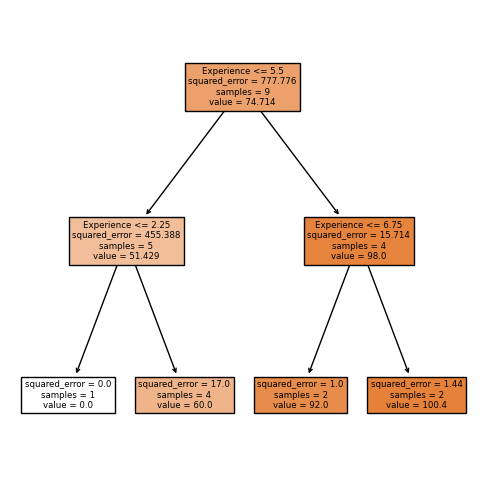 Experience <= 5.5
squared_error = 777.776
samples = 9
value = 74.714
Experience <= 2.25
squared_error = 455.388
samples = 5
value = 51.429
Experience <= 6.75
squared_error = 15.714
samples = 4
value = 98.0
squared_error = 0.0
samples = 1
value = 0.0
squared_error = 17.0
samples = 4
value = 60.0
squared_error = 1.0
samples = 2
value = 92.0
squared_error = 1.44
samples = 2
value = 100.4